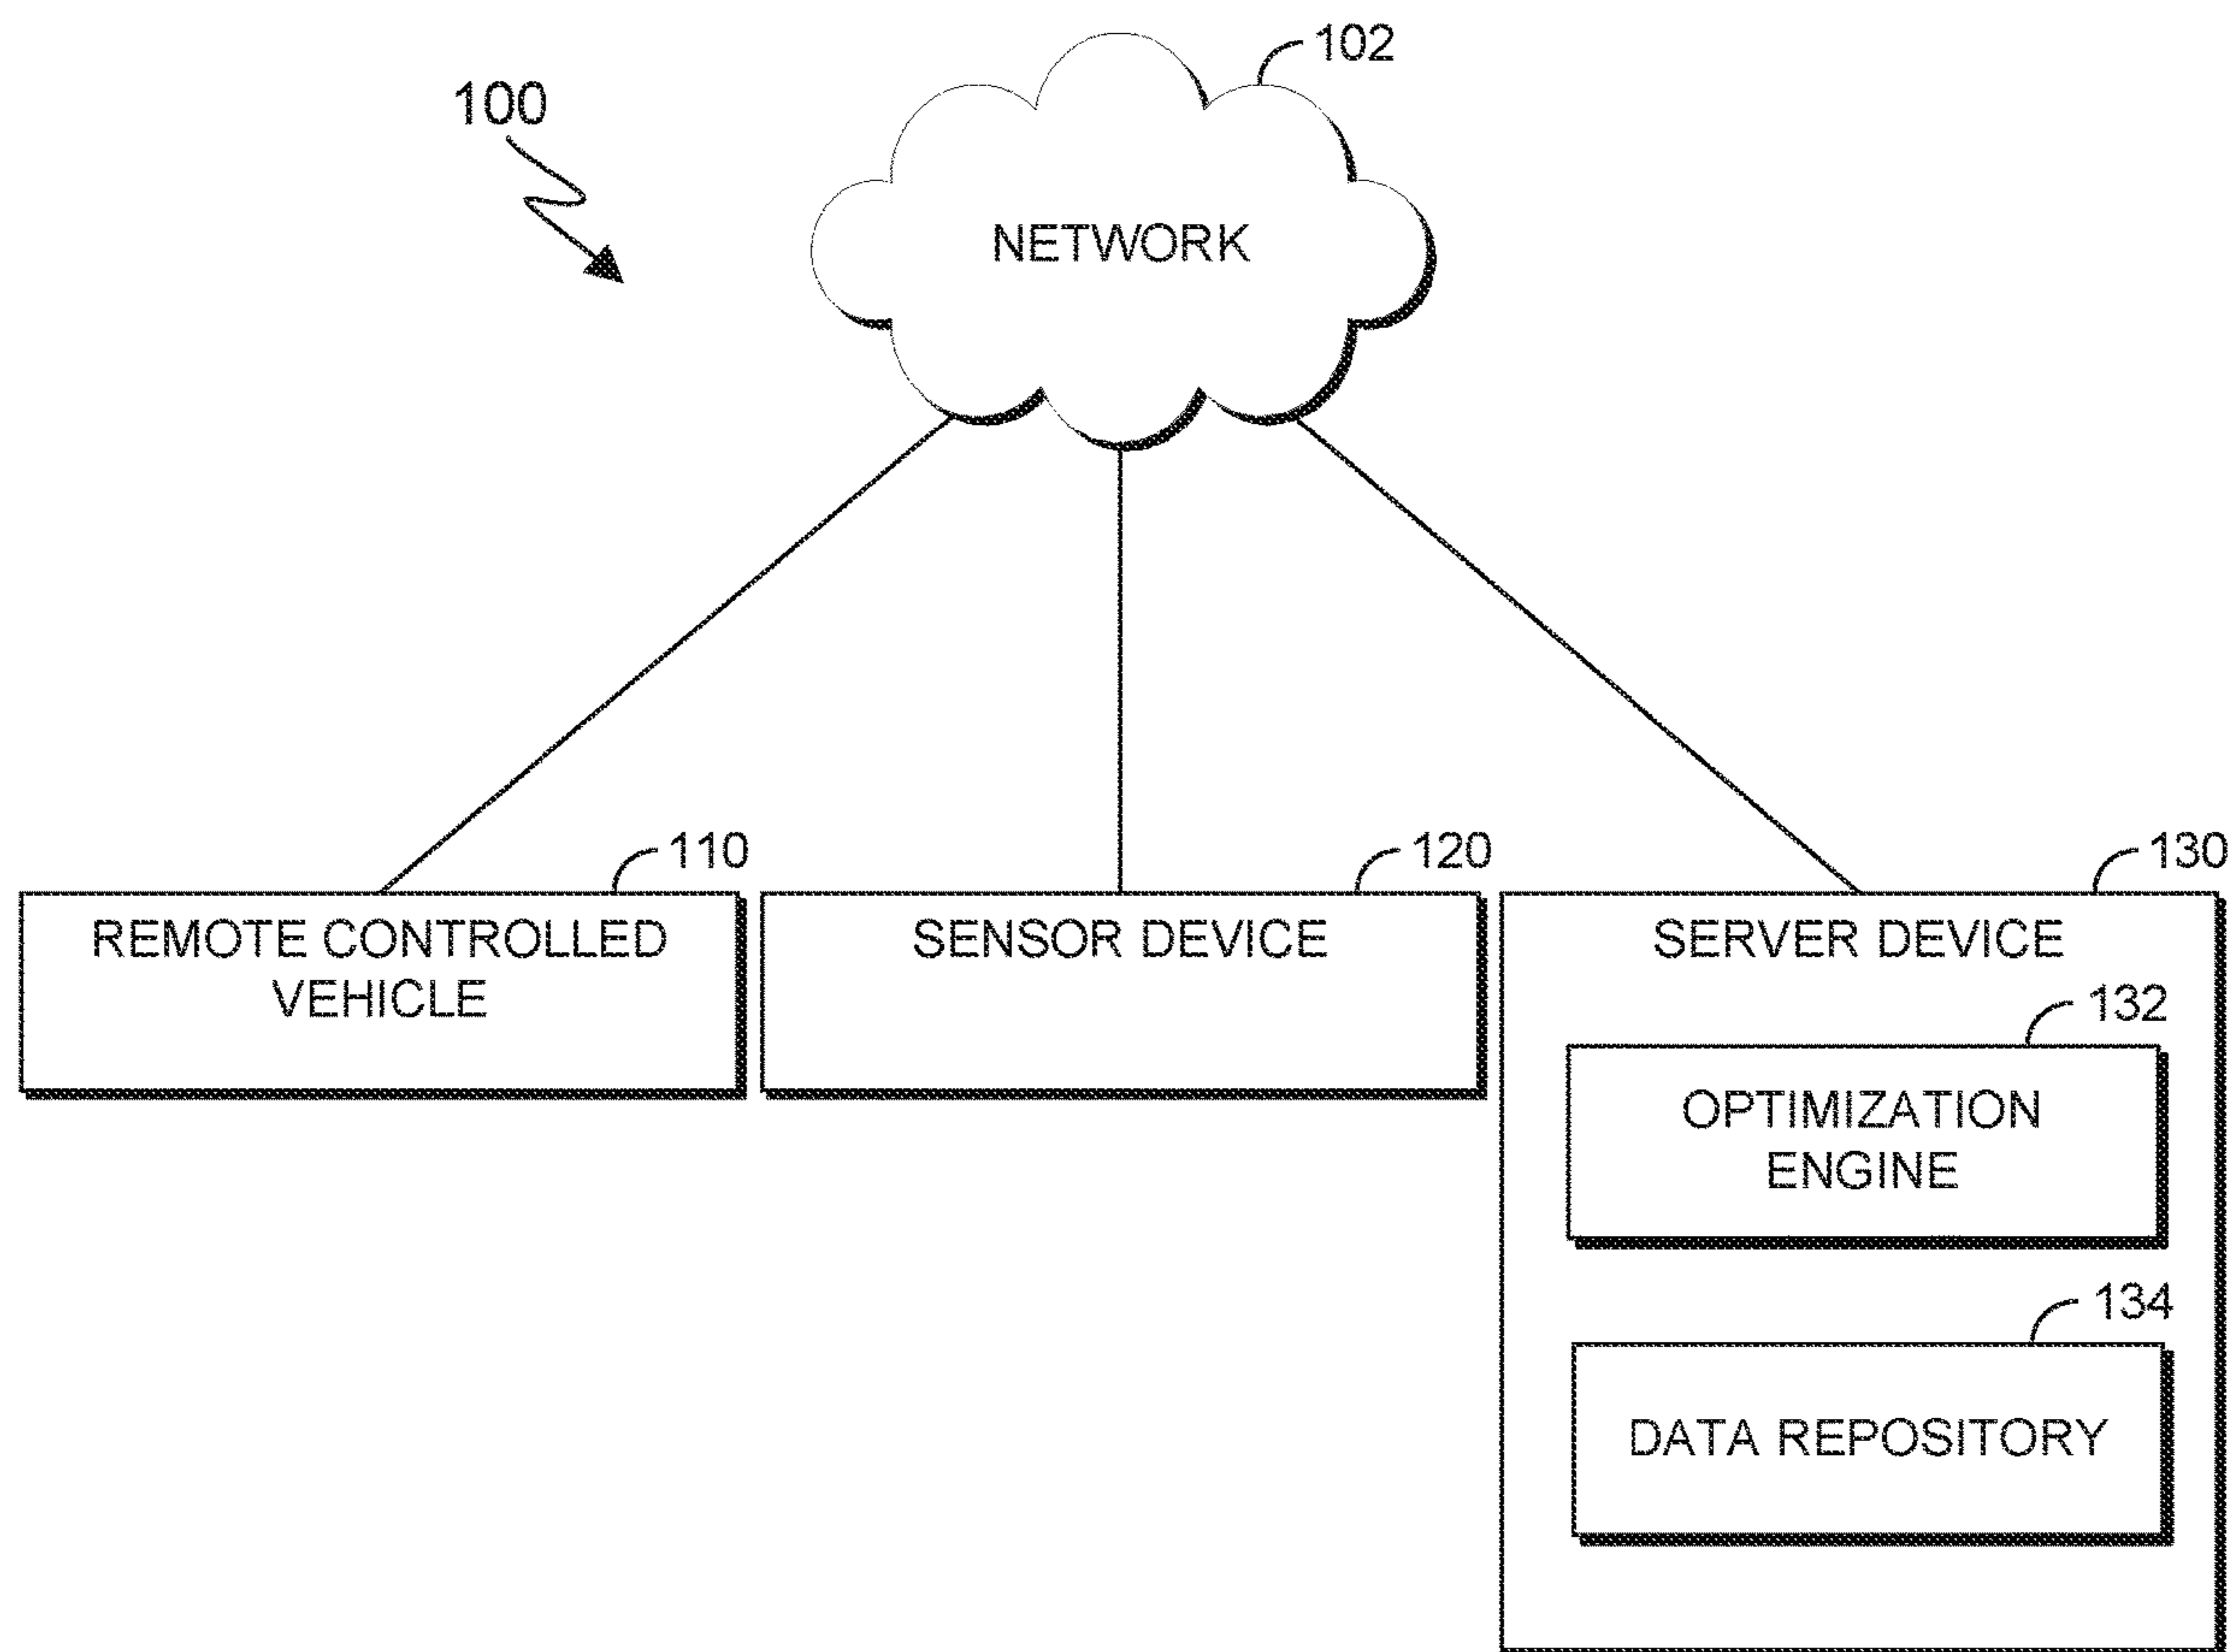 102
100
NETWORK
110
120
130
REMOTE CONTROLLED
VEHICLE
SENSOR DEVICE
SERVER DEVICE
132
OPTIMIZATION
ENGINE
134
DATA REPOSITORY